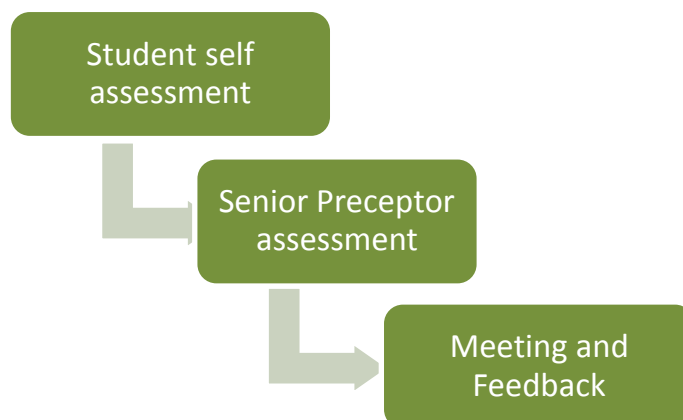 Student self
assessment
Senior Preceptor
assessment
Meeting and
Feedback